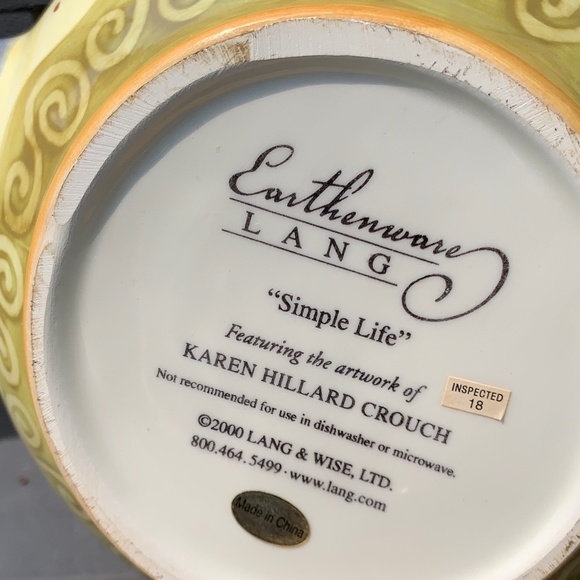 Earthenware
LANG
“Simple Life”
Featuring the artwork of
KAREN HILLARD CROUCH
Not recommended for use in dishwasher or microwave.
©2000 LANG & WISE, LTD.
800.464.5499 · www.lang.com
INSPECTED
18
Made in China